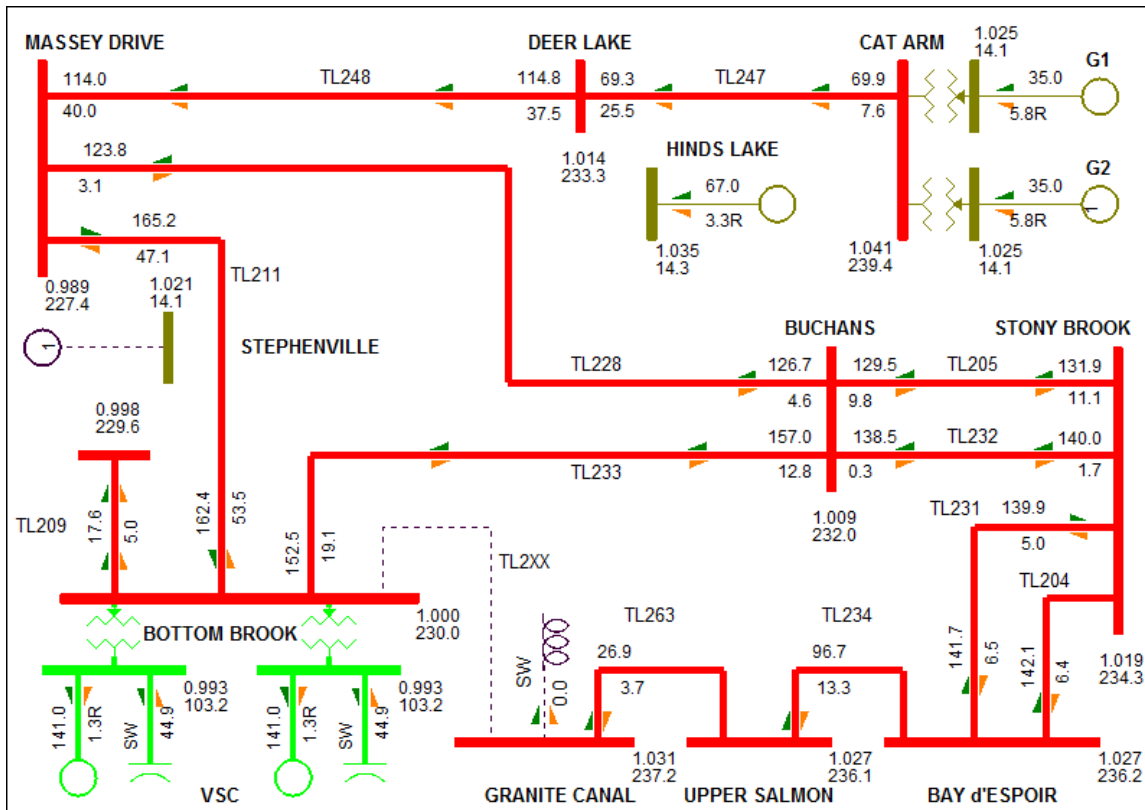 MASSEY DRIVE
DEER LAKE
CAT ARM
1.025
14.1
G1
114.0
TL248
114.8
69.3
TL247
69.9
35.0
40.0
37.5
25.5
7.6
5.8R
123.8
3.1
1.014
233.3
HINDS LAKE
67.0
3.3R
1.035
14.3
G2
35.0
5.8R
1
1.025
14.1
1.041
239.4
165.2
47.1
TL211
0.989
227.4
1.021
14.1
1
STEPHENVILLE
BUCHANS
STONY BROOK
TL228
126.7
129.5
TL205
131.9
4.6
9.8
11.1
0.998
229.6
157.0
138.5
TL232
140.0
TL233
12.8
0.3
1.7
TL209
17.6
5.0
162.4
53.5
152.5
19.1
TL2XX
1.009
232.0
TL231
139.9
5.0
TL204
BOTTOM BROOK
1.000
230.0
TL263
TL234
SW
0.0
26.9
3.7
96.7
13.3
141.7
6.5
142.1
6.4
1.019
234.3
0.993
103.2
0.993
103.2
141.0
1.3R
SW
44.9
141.0
1.3R
SW
44.9
1.031
237.2
1.027
236.1
1.027
236.2
VSC
GRANITE CANAL
UPPER SALMON
BAY d'ESPOIR